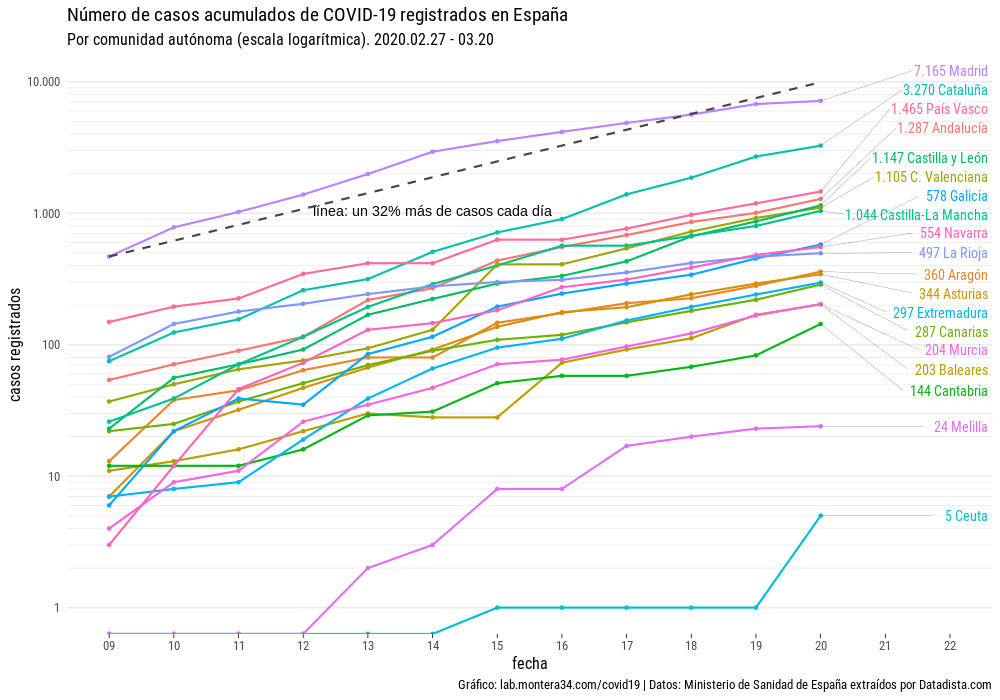 Número de casos acumulados de COVID-19 registrados en España
Por comunidad autónoma (escala logarítmica). 2020.02.27 - 03.20
7.165 Madrid
10.000
3.270 Cataluña
1.465 País Vasco
1.287 Andalucía
1.147 Castilla y León
1.105 C. Valenciana
578 Galicia
línea: un 32% más de casos cada día
1.000
1.044 Castilla-La Mancha
554 Navarra
497 La Rioja
360 Aragón
344 Asturias
297 Extremadura
287 Canarias
100
204 Murcia
203 Baleares
144 Cantabria
24 Melilla
10
5 Ceuta
1
casos registrados
09 10 11 12 13 14 15 16 17 18 19 20 21 22
fecha
Gráfico: lab.montera34.com/covid19 | Datos: Ministerio de Sanidad de España extraídos por Datadista.com